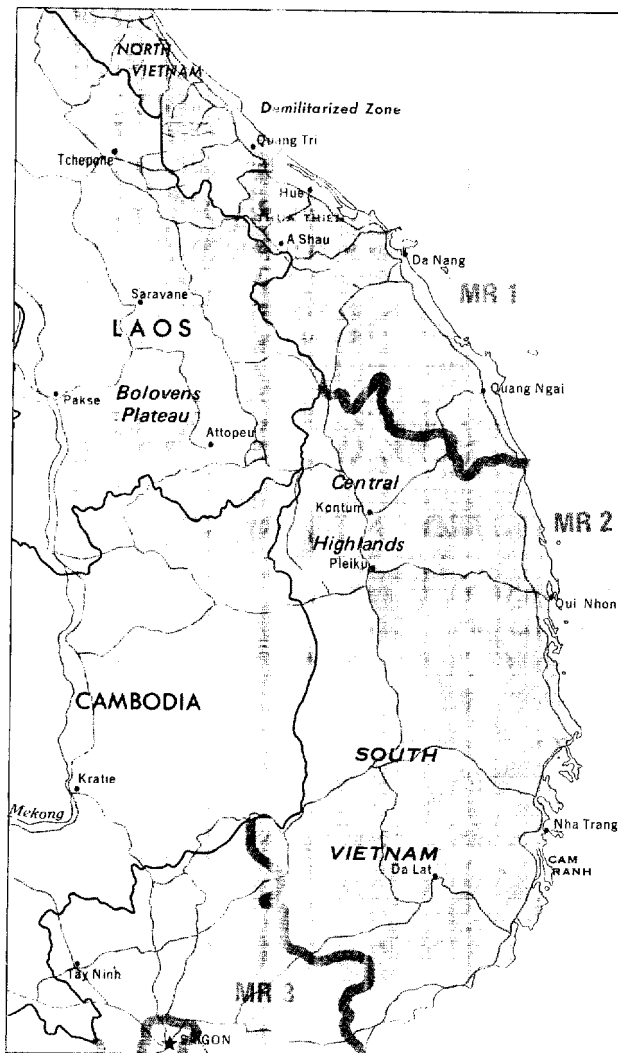 NORTH
VIETNAM
Demilitarized Zone
Quang Tri
Tchepone
Hue
THUA THIEN
A Shau
Da Nang
MR 1
Saravane
LAOS
Pakse
Bolovens
Plateau
Quang Ngai
Attopeu
Central
Kontum
MR 2
Highlands
Pleiku
Qui Nhon
CAMBODIA
SOUTH
Kratie
Mekong
Nha Trang
VIETNAM
CAM
RANH
Da Lat
Tay Ninh
MR 3
SAIGON